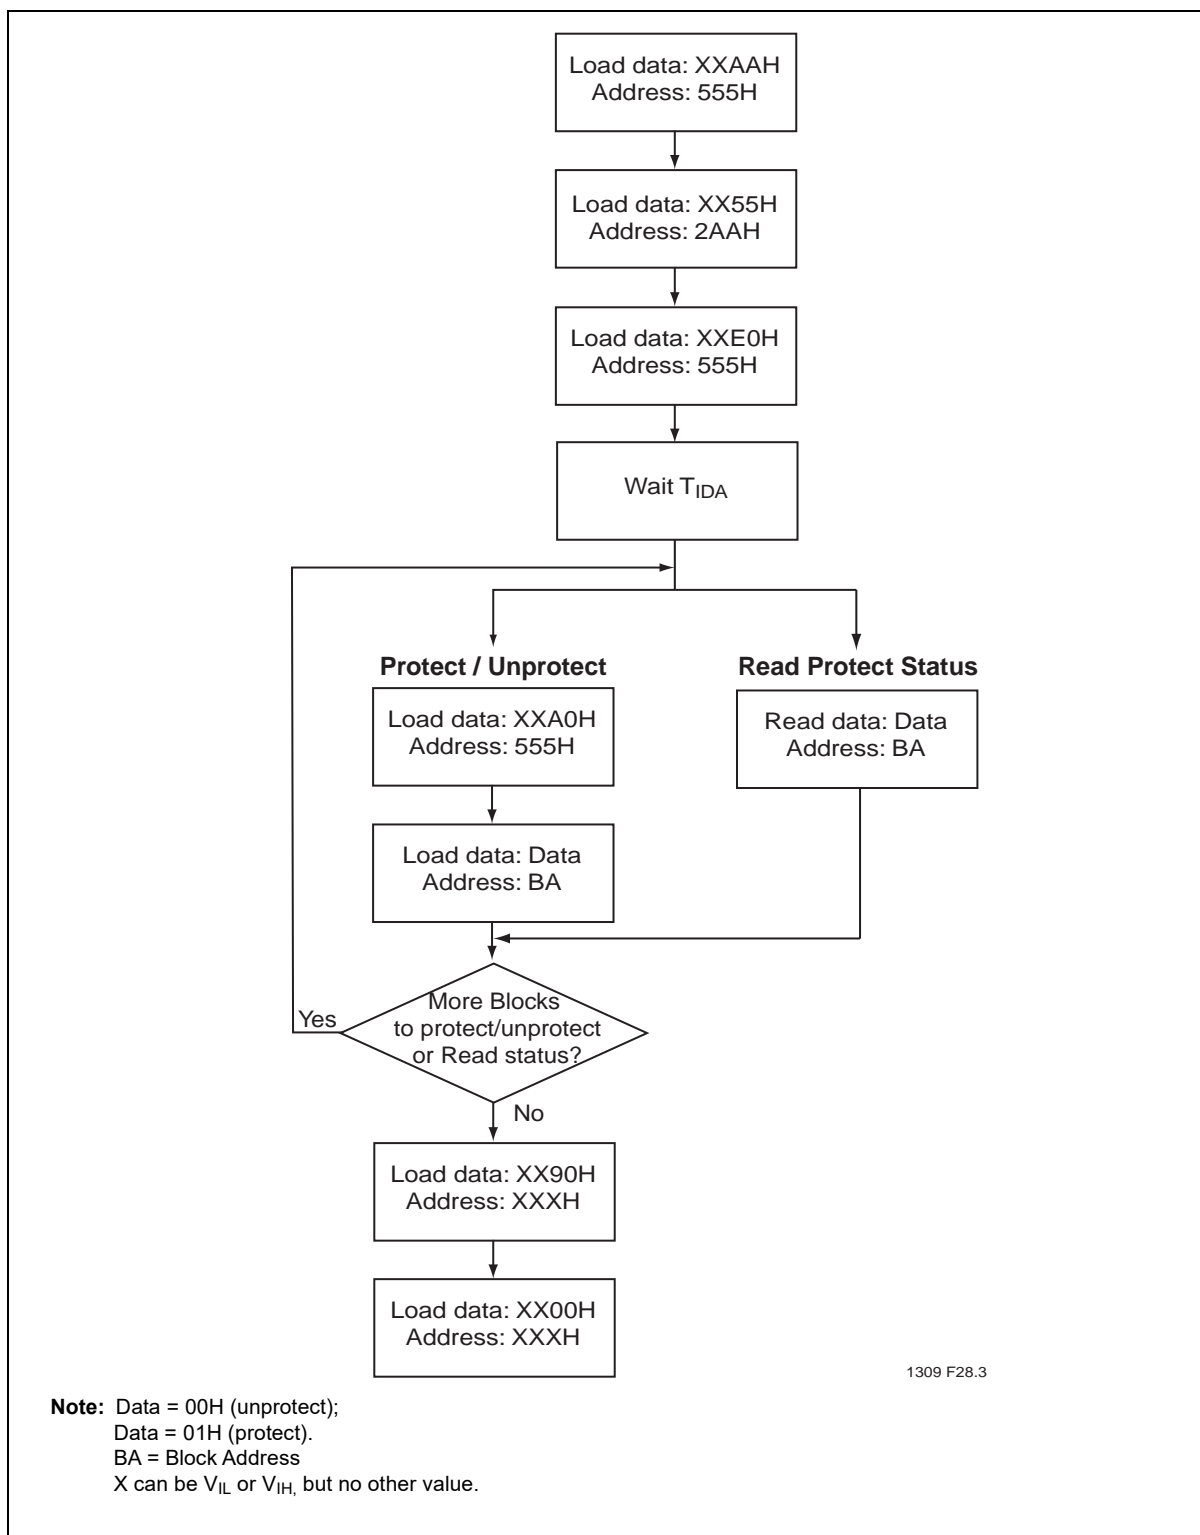 Load data: XXAAH
Address: 555H
Load data: XX55H
Address: 2AAH
Load data: XXE0H
Address: 555H
Wait TIDA
Protect / Unprotect
Load data: XXA0H
Address: 555H
Load data: Data
Address: BA
Read Protect Status
Read data: Data
Address: BA
More Blocks
to protect/unprotect
or Read status?
Yes
No
Load data: XX90H
Address: XXXH
Load data: XX00H
Address: XXXH
1309 F28.3
Note: Data = 00H (unprotect);
Data = 01H (protect).
BA = Block Address
X can be VIL or VIH, but no other value.